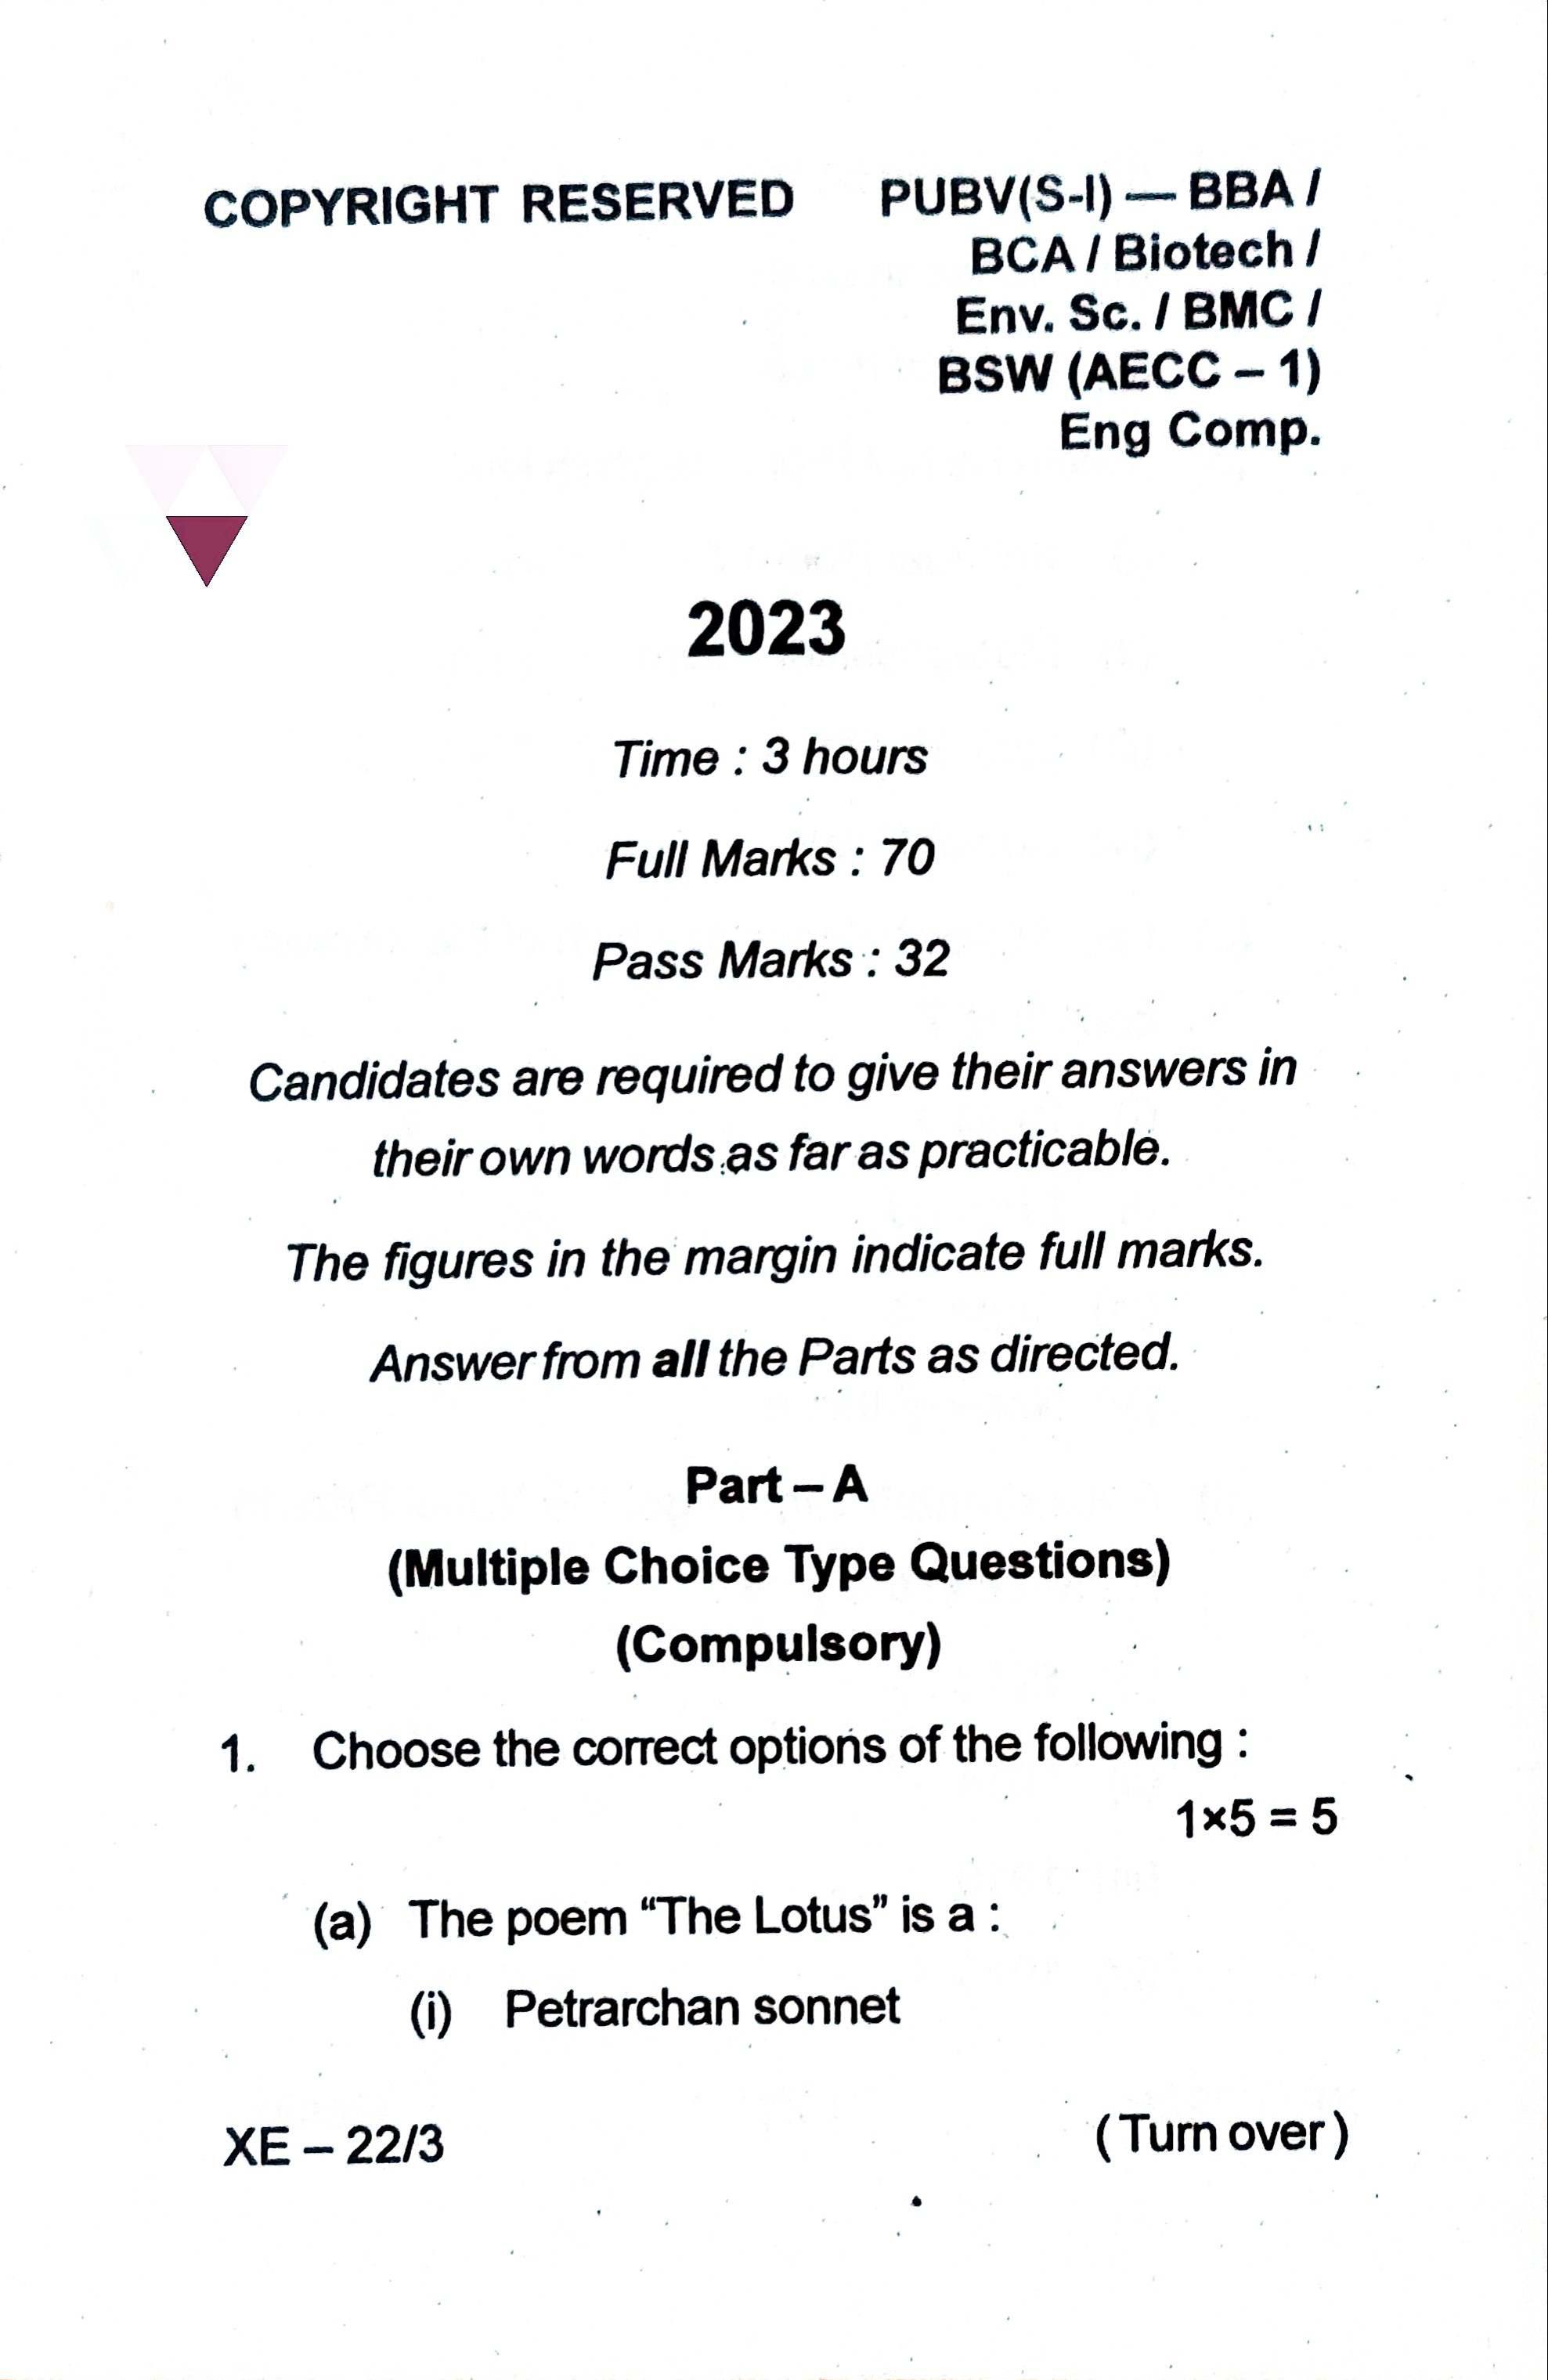 COPYRIGHT RESERVED PUBV(S-I) — BBA /
BCA / Biotech /
Env. Sc. / BMC /
BSW (AECC – 1)
Eng Comp.
2023
Time : 3 hours
Full Marks : 70
Pass Marks : 32
Candidates are required to give their answers in
their own words as far as practicable.
The figures in the margin indicate full marks.
Answer from all the Parts as directed.
Part – A
(Multiple Choice Type Questions)
(Compulsory)
1. Choose the correct options of the following :
1×5 = 5
(a) The poem “The Lotus” is a :
(i) Petrarchan sonnet
XE – 22/3 (Turn over)